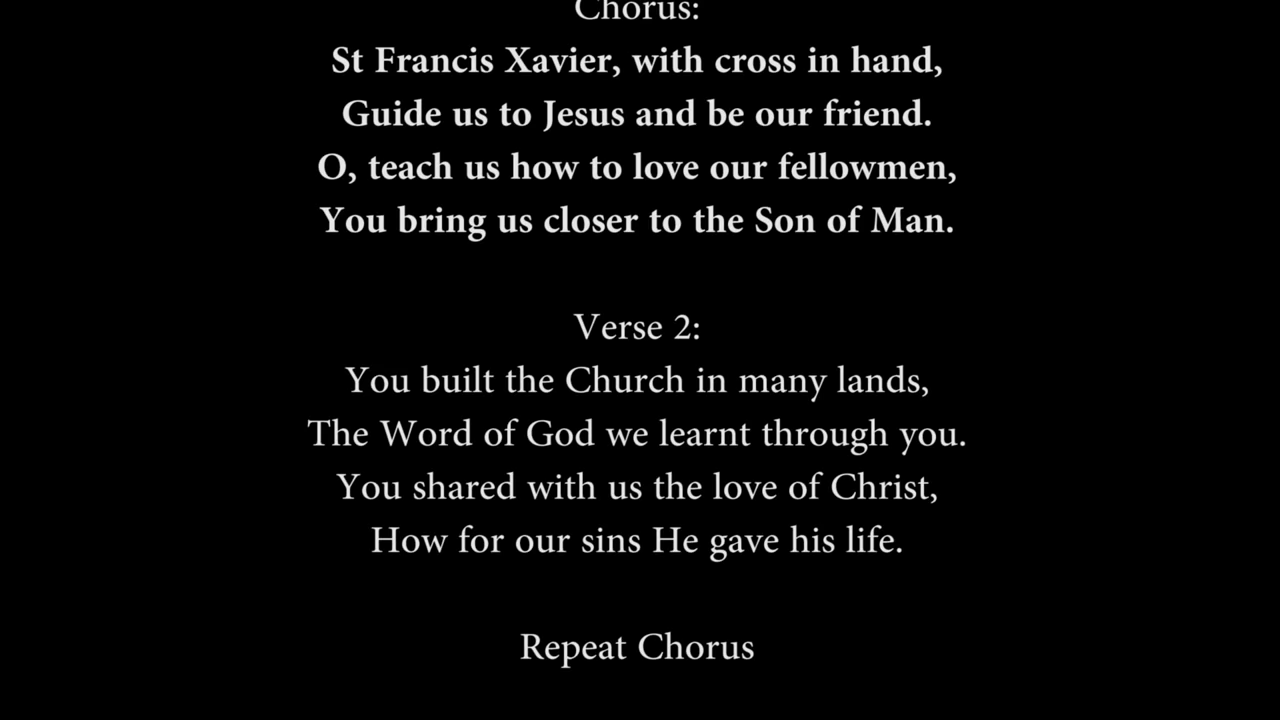 Chorus:
St Francis Xavier, with cross in hand,
Guide us to Jesus and be our friend.
O, teach us how to love our fellowmen,
You bring us closer to the Son of Man.
Verse 2:
You built the Church in many lands,
The Word of God we learnt through you.
You shared with us the love of Christ,
How for our sins He gave his life.
Repeat Chorus